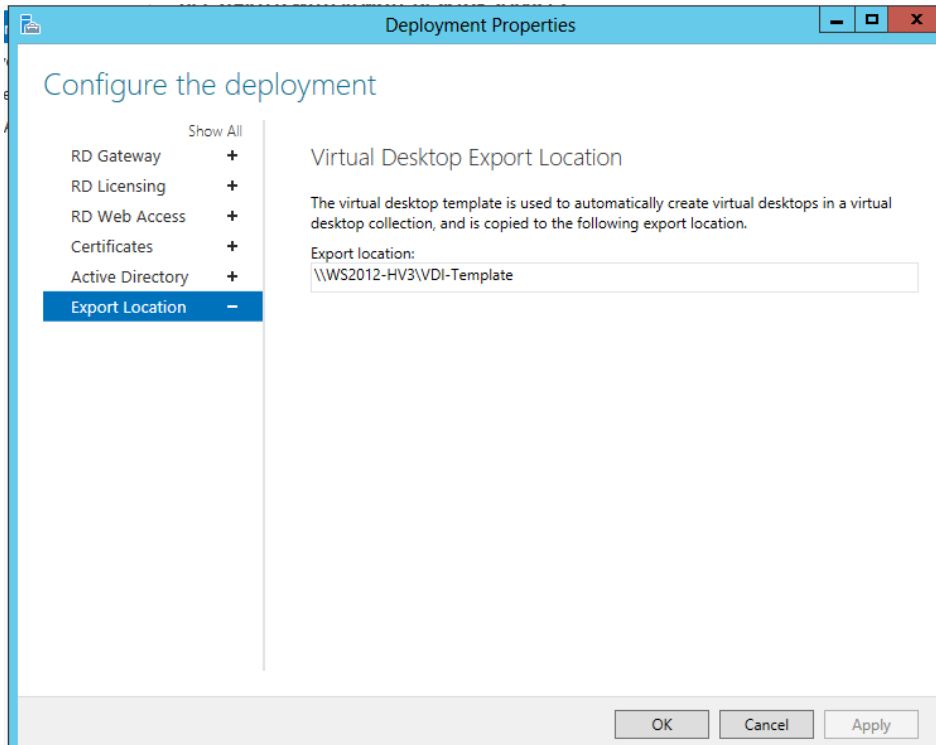 Deployment Properties
Configure the deployment
Show All
RD Gateway +
RD Licensing +
RD Web Access +
Certificates +
Active Directory +
Export Location −
Virtual Desktop Export Location
The virtual desktop template is used to automatically create virtual desktops in a virtual
desktop collection, and is copied to the following export location.
Export location:
\\WS2012-HV3\VDI-Template
OK Cancel Apply